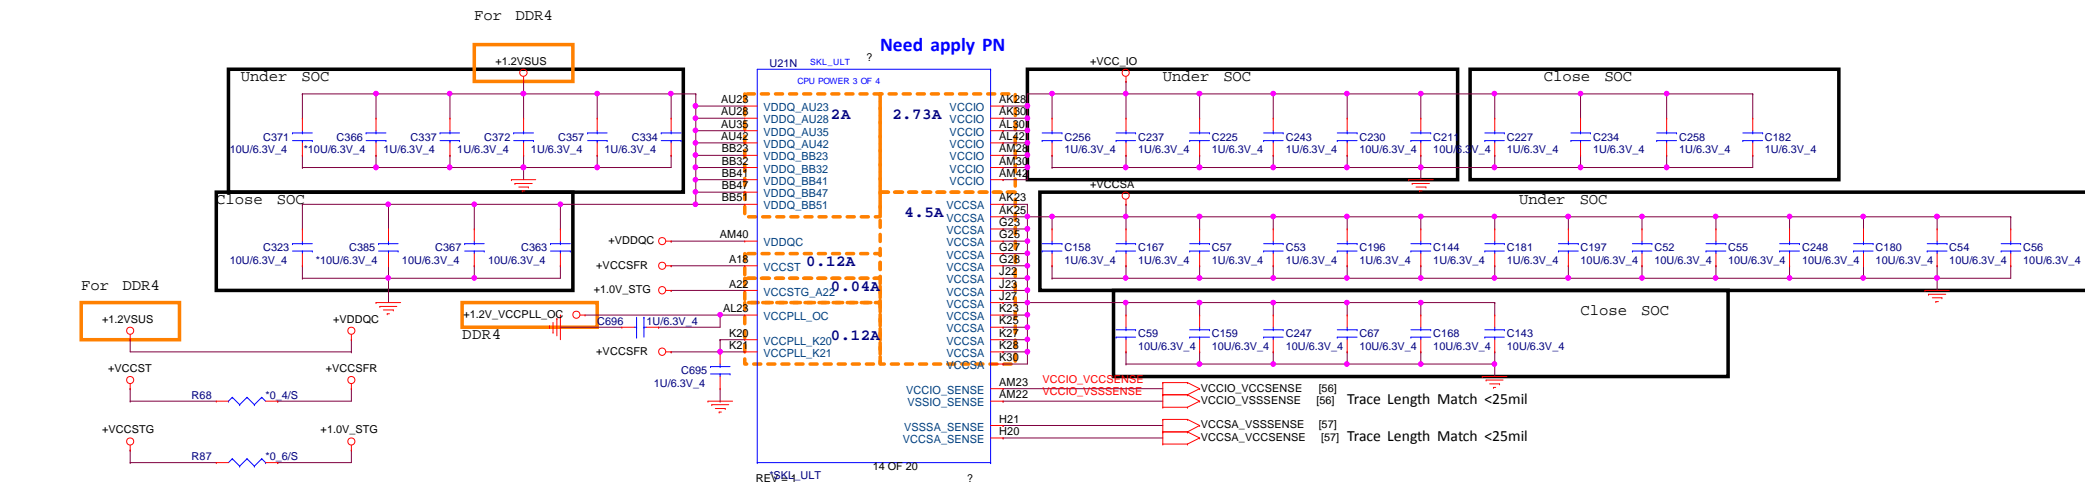 For DDR4
Need apply PN
+1.2VSUS
U21N
SKL_ULT
?
+VCC_IO
Under SOC
CPU POWER 3 OF 4
Under SOC
Close SOC
AU23
AU28
AU35
AU42
BB23
BB32
BB41
BB47
BB51
VDDQ_AU23
VDDQ_AU28
VDDQ_AU35
VDDQ_AU42
VDDQ_BB23
VDDQ_BB32
VDDQ_BB41
VDDQ_BB47
VDDQ_BB51
2A
2.73A
VCCIO
VCCIO
VCCIO
VCCIO
VCCIO
VCCIO
VCCIO
AK28
AK30
AL30
AL42
AM28
AM30
AM42
C371
10U/6.3V_4
C366
*10U/6.3V_4
C337
1U/6.3V_4
C372
1U/6.3V_4
C357
1U/6.3V_4
C334
1U/6.3V_4
C256
1U/6.3V_4
C237
1U/6.3V_4
C225
1U/6.3V_4
C243
1U/6.3V_4
C230
10U/6.3V_4
C211
10U/6.3V_4
C227
1U/6.3V_4
C234
1U/6.3V_4
C258
1U/6.3V_4
C182
1U/6.3V_4
Close SOC
+VCCSA
Under SOC
C323
10U/6.3V_4
C385
*10U/6.3V_4
C367
10U/6.3V_4
C363
10U/6.3V_4
4.5A
VCCSA
VCCSA
VCCSA
VCCSA
VCCSA
VCCSA
VCCSA
VCCSA
VCCSA
VCCSA
VCCSA
VCCSA
VCCSA
VCCSA
AK23
AK25
G23
G25
G27
G28
J22
J23
J27
K23
K25
K27
K28
K30
C158
1U/6.3V_4
C167
1U/6.3V_4
C57
1U/6.3V_4
C53
1U/6.3V_4
C196
10U/6.3V_4
C144
1U/6.3V_4
C181
10U/6.3V_4
C197
10U/6.3V_4
C52
10U/6.3V_4
C55
10U/6.3V_4
C248
10U/6.3V_4
C180
10U/6.3V_4
C54
10U/6.3V_4
C56
10U/6.3V_4
+VDDQC
AM40
VDDQC
+VCCSFR
A18
VCCST
0.12A
+1.0V_STG
A22
VCCSTG_A22
0.04A
+1.2V_VCCPLL_OC
AL23
VCCPLL_OC
DDR4
C696
1U/6.3V_4
K20
VCCPLL_K20
0.12A
+VCCSFR
K21
VCCPLL_K21
C695
1U/6.3V_4
Close SOC
C59
10U/6.3V_4
C159
10U/6.3V_4
C247
10U/6.3V_4
C67
10U/6.3V_4
C168
10U/6.3V_4
C143
10U/6.3V_4
For DDR4
+1.2VSUS
+VDDQC
+VCCST
+VCCSFR
R68
*0_4/S
+VCCSTG
+1.0V_STG
R87
*0_6/S
VCCIO_SENSE
AM23
VCCIO_VCCSENSE
VCCIO_VCCSENSE [56]
VSSIO_SENSE
AM22
VCCIO_VSSSENSE
VCCIO_VSSSENSE [56] Trace Length Match <25mil
VSSSA_SENSE
H21
VCCSA_VSSSENSE [57]
VCCSA_SENSE
H20
VCCSA_VCCSENSE [57] Trace Length Match <25mil
14 OF 20
REV = 1
*SKL_ULT
?